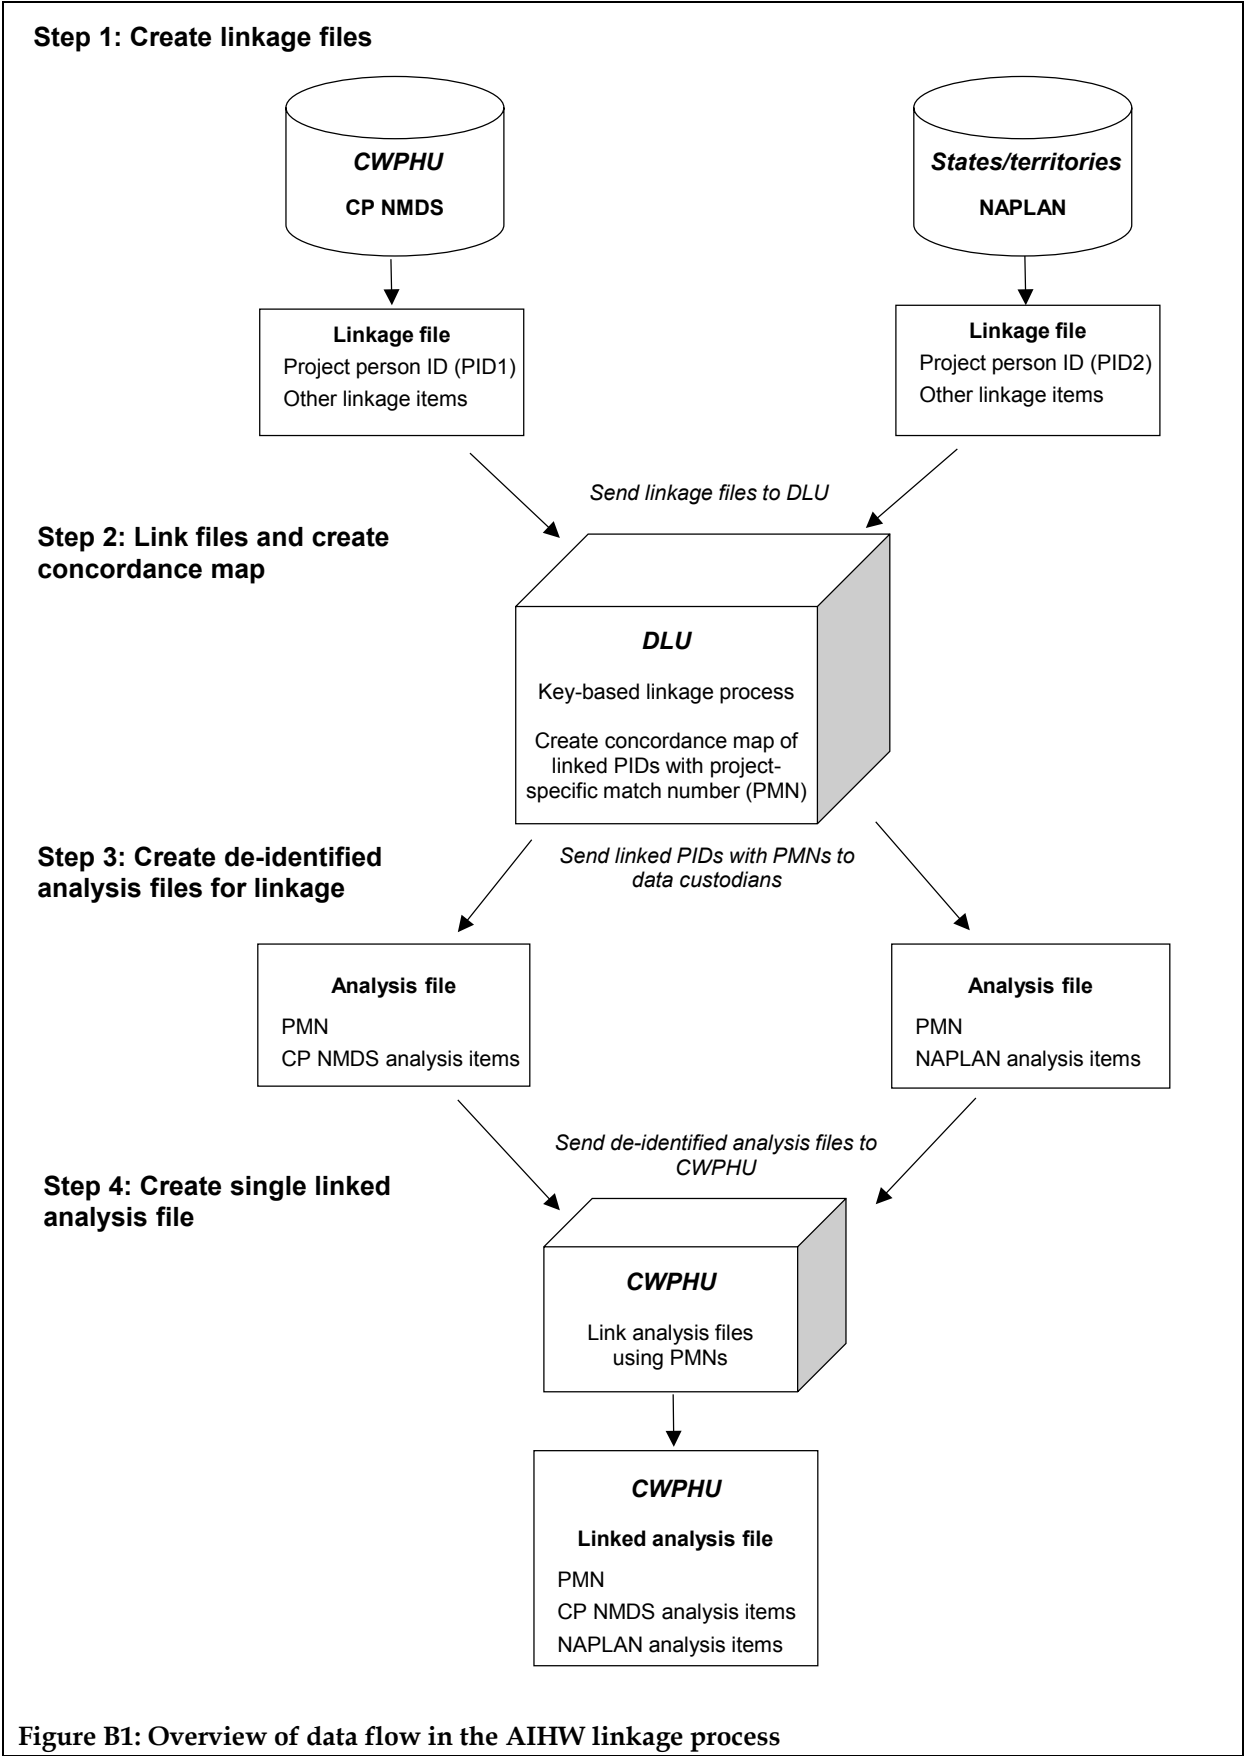 Step 1: Create linkage files
CWPHU
CP NMDS
States/territories
NAPLAN
Linkage file
Project person ID (PID1)
Other linkage items
Linkage file
Project person ID (PID2)
Other linkage items
Send linkage files to DLU
Step 2: Link files and create
concordance map
DLU
Key-based linkage process
Create concordance map of
linked PIDs with project-
specific match number (PMN)
Step 3: Create de-identified
analysis files for linkage
Send linked PIDs with PMNs to
data custodians
Analysis file
PMN
CP NMDS analysis items
Analysis file
PMN
NAPLAN analysis items
Send de-identified analysis files to
CWPHU
Step 4: Create single linked
analysis file
CWPHU
Link analysis files
using PMNs
CWPHU
Linked analysis file
PMN
CP NMDS analysis items
NAPLAN analysis items
Figure B1: Overview of data flow in the AIHW linkage process